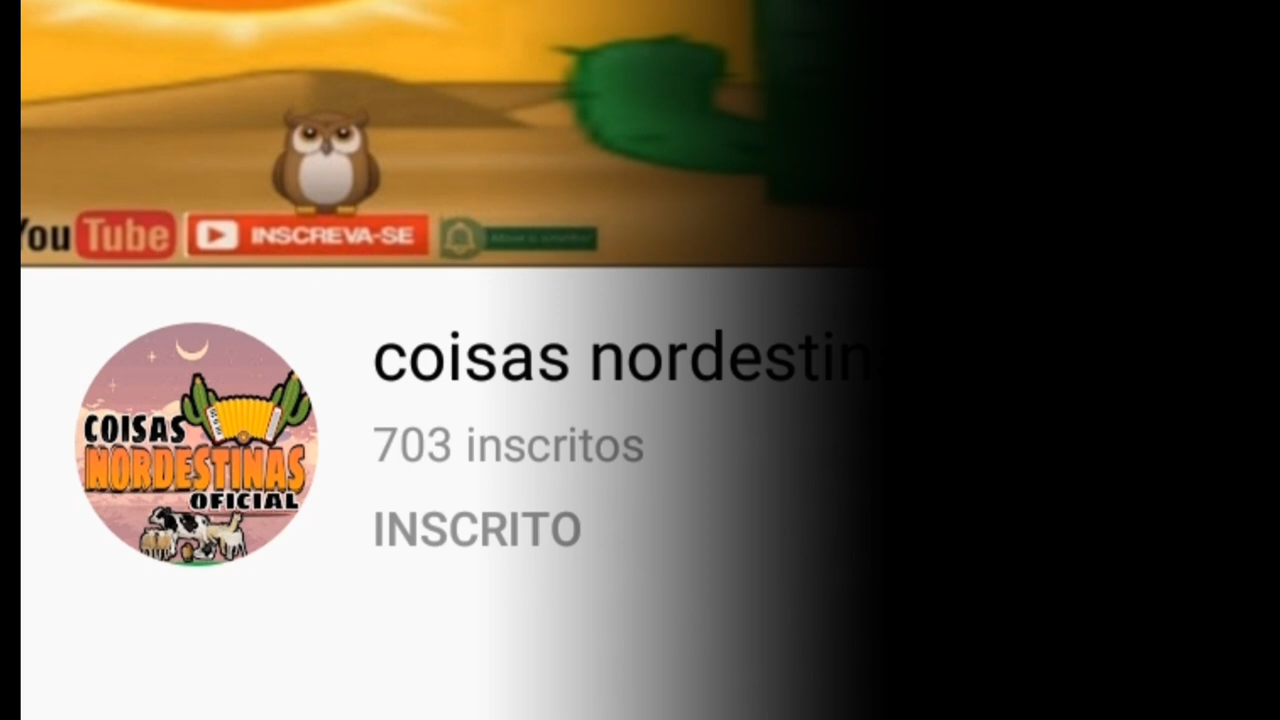 You Tube INSCREVA-SE
coisas nordestin
703 inscritos
INSCRITO
COISAS
NORDESTINAS
OFICIAL